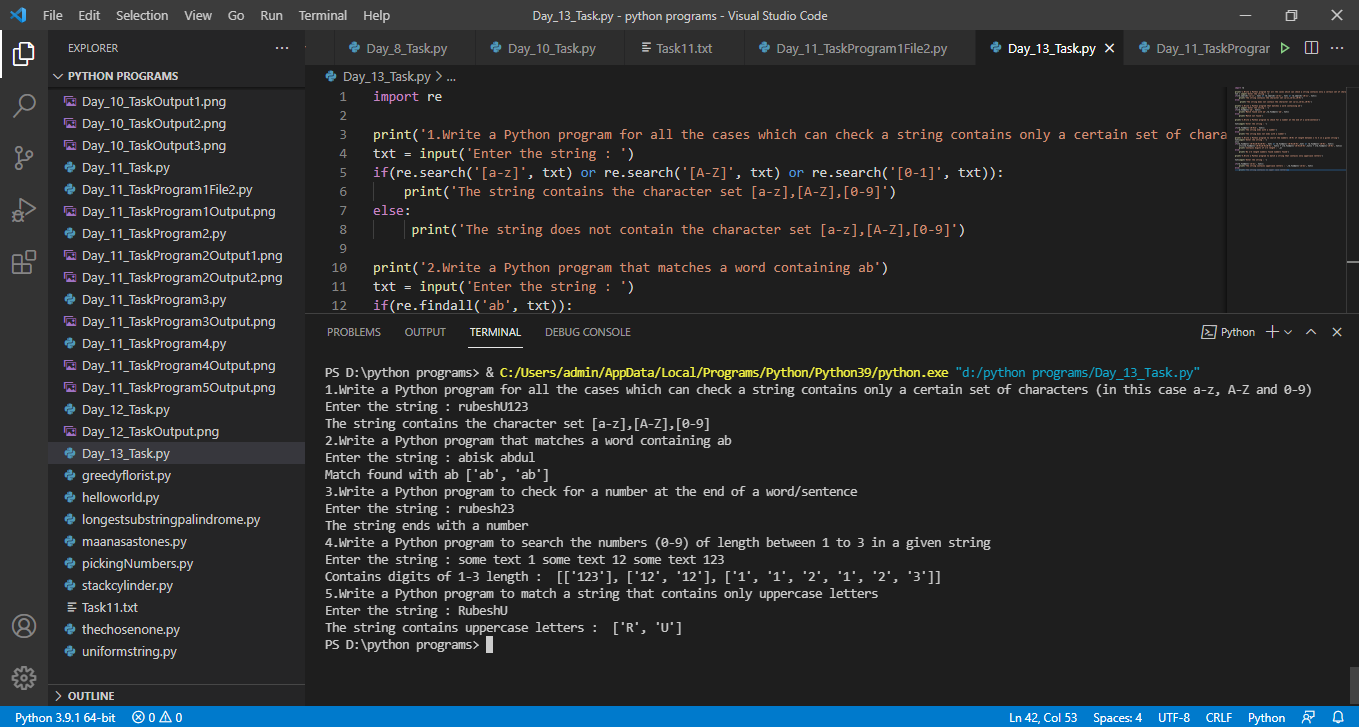 File Edit Selection View Go Run Terminal Help Day_13_Task.py - python programs - Visual Studio Code
EXPLORER
PYTHON PROGRAMS
Day_10_TaskOutput1.png
Day_10_TaskOutput2.png
Day_10_TaskOutput3.png
Day_11_Task.py
Day_11_TaskProgram1File2.py
Day_11_TaskProgram1Output.png
Day_11_TaskProgram2.py
Day_11_TaskProgram2Output1.png
Day_11_TaskProgram2Output2.png
Day_11_TaskProgram3.py
Day_11_TaskProgram3Output.png
Day_11_TaskProgram4.py
Day_11_TaskProgram4Output.png
Day_11_TaskProgram5Output.png
Day_12_Task.py
Day_12_TaskOutput.png
Day_13_Task.py
greedyflorist.py
helloworld.py
longestsubstringpalindrome.py
maanasastones.py
pickingNumbers.py
stackcylinder.py
Task11.txt
thechosenone.py
uniformstring.py
OUTLINE
Day_8_Task.py Day_10_Task.py Task11.txt Day_11_TaskProgram1File2.py Day_13_Task.py Day_11_TaskPrograr
Day_13_Task.py > ...
1 import re
2
3 print('1.Write a Python program for all the cases which can check a string contains only a certain set of chara
4 txt = input('Enter the string : ')
5 if(re.search('[a-z]', txt) or re.search('[A-Z]', txt) or re.search('[0-1]', txt)):
6 print('The string contains the character set [a-z],[A-Z],[0-9]')
7 else:
8 print('The string does not contain the character set [a-z],[A-Z],[0-9]')
9
10 print('2.Write a Python program that matches a word containing ab')
11 txt = input('Enter the string : ')
12 if(re.findall('ab', txt)):
PROBLEMS OUTPUT TERMINAL DEBUG CONSOLE Python
PS D:\python programs> & C:/Users/admin/AppData/Local/Programs/Python/Python39/python.exe "d:/python programs/Day_13_Task.py"
1.Write a Python program for all the cases which can check a string contains only a certain set of characters (in this case a-z, A-Z and 0-9)
Enter the string : rubeshU123
The string contains the character set [a-z],[A-Z],[0-9]
2.Write a Python program that matches a word containing ab
Enter the string : abisk abdul
Match found with ab ['ab', 'ab']
3.Write a Python program to check for a number at the end of a word/sentence
Enter the string : rubesh23
The string ends with a number
4.Write a Python program to search the numbers (0-9) of length between 1 to 3 in a given string
Enter the string : some text 1 some text 12 some text 123
Contains digits of 1-3 length :  [['123'], ['12', '12'], ['1', '1', '2', '1', '2', '3']]
5.Write a Python program to match a string that contains only uppercase letters
Enter the string : RubeshU
The string contains uppercase letters :  ['R', 'U']
PS D:\python programs>
Python 3.9.1 64-bit 0 0 Ln 42, Col 53 Spaces: 4 UTF-8 CRLF Python